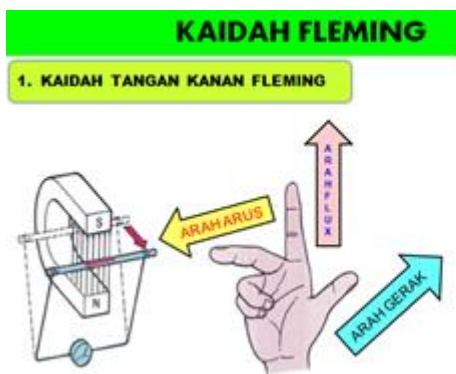 KAIDAH FLEMING
1. KAIDAH TANGAN KANAN FLEMING
ARAH FLUX
ARAH ARUS
ARAH GERAK
S
N